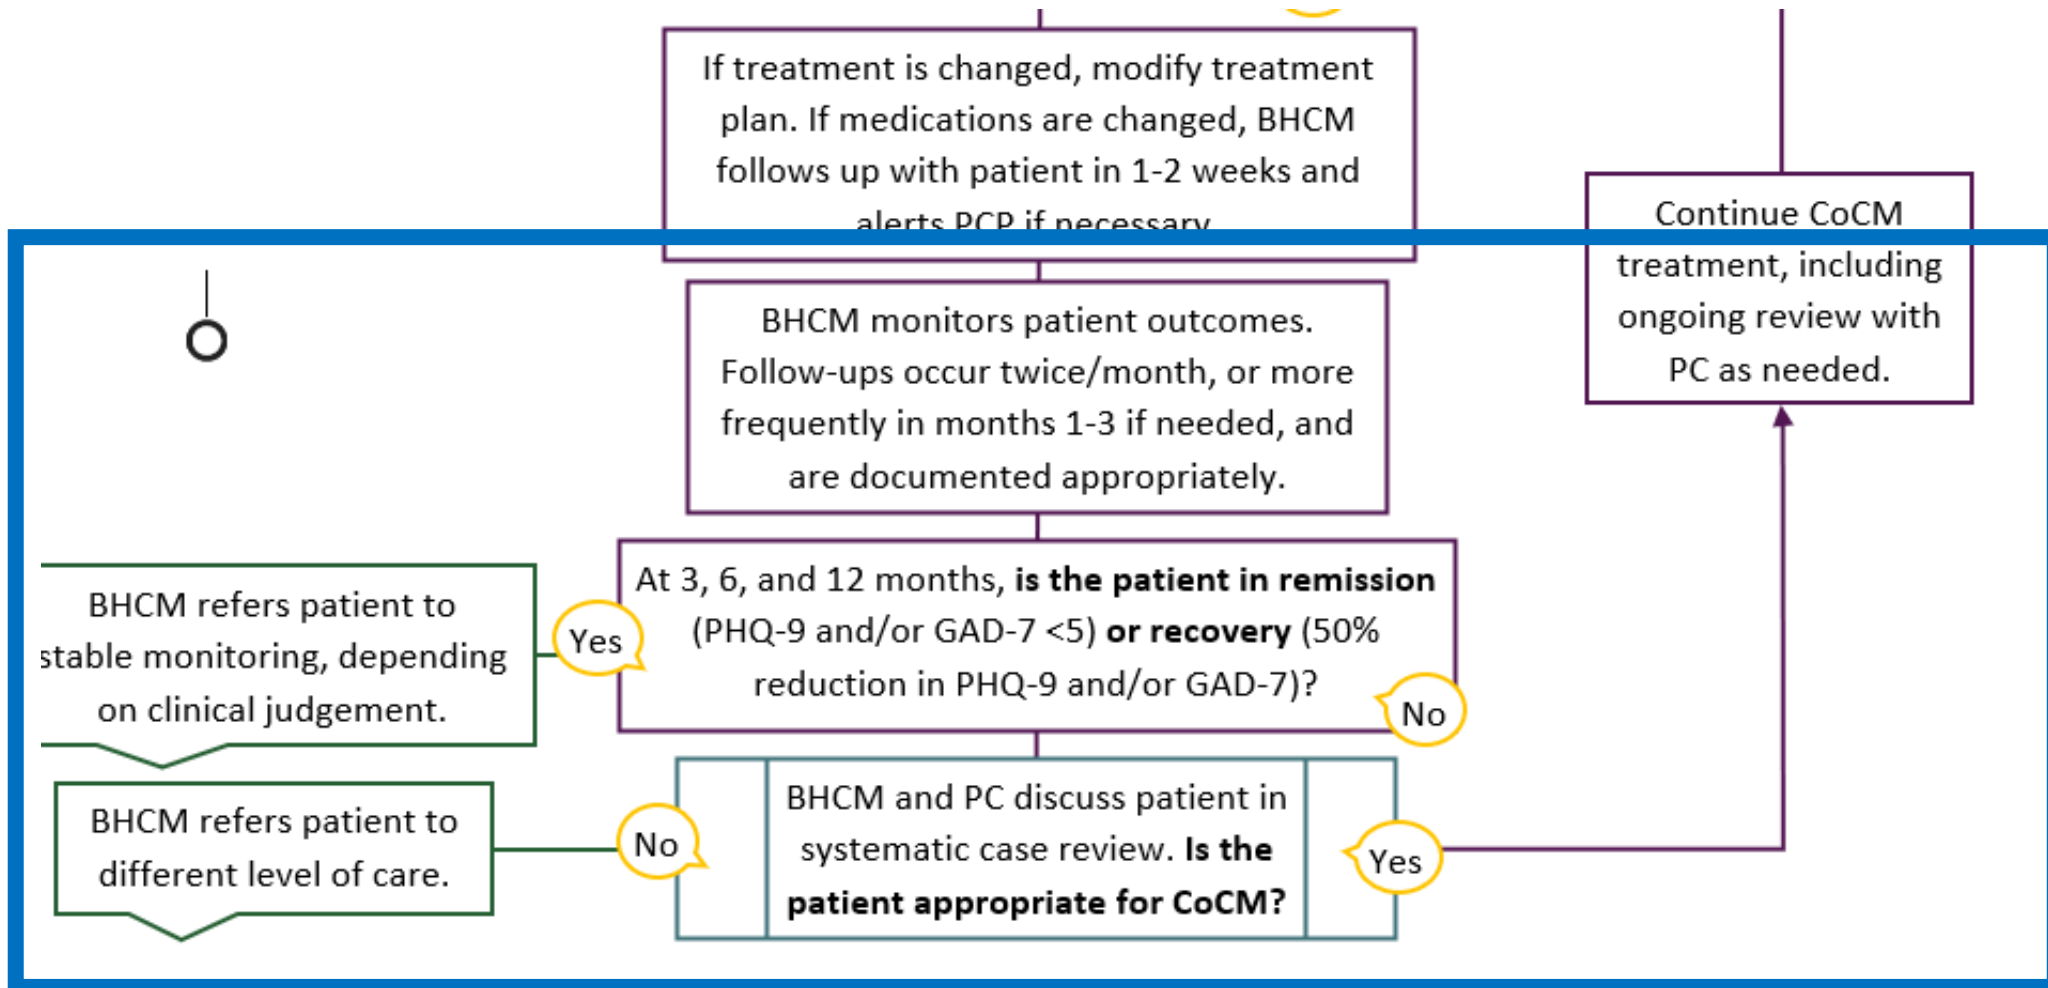 If treatment is changed, modify treatment
plan. If medications are changed, BHCM
follows up with patient in 1-2 weeks and
alerts PCP if necessary
Continue CoCM
treatment, including
ongoing review with
PC as needed.
BHCM monitors patient outcomes.
Follow-ups occur twice/month, or more
frequently in months 1-3 if needed, and
are documented appropriately.
At 3, 6, and 12 months, is the patient in remission
(PHQ-9 and/or GAD-7 <5) or recovery (50%
reduction in PHQ-9 and/or GAD-7)?
Yes
No
BHCM refers patient to
stable monitoring, depending
on clinical judgement.
BHCM and PC discuss patient in
systematic case review. Is the
patient appropriate for CoCM?
No
Yes
BHCM refers patient to
different level of care.